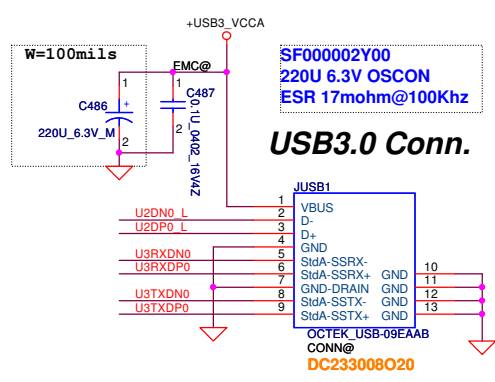 +USB3_VCCA
W=100mils
EMC@
SF000002Y00
220U 6.3V OSCON
ESR 17mohm@100Khz
1
+
C486
220U_6.3V_M
2
1
C487
2
0.1U_0402_16V4Z
USB3.0 Conn.
JUSB1
1 VBUS
U2DN0_L 2 D-
U2DP0_L 3 D+
4 GND
U3RXDN0 5 StdA-SSRX-
U3RXDP0 6 StdA-SSRX+ GND 10
7 GND-DRAIN GND 11
U3TXDN0 8 StdA-SSTX- GND 12
U3TXDP0 9 StdA-SSTX+ GND 13
OCTEK_USB-09EAAB
CONN@
DC233008O20